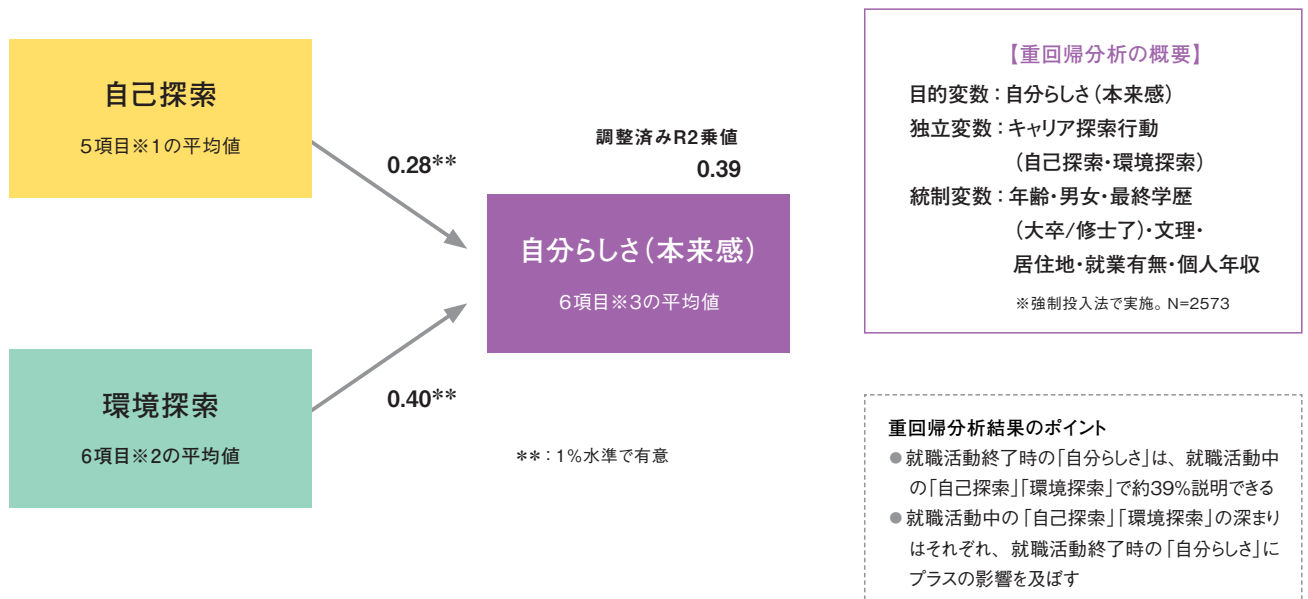 自己探索
5項目※1の平均値
0.28**
調整済みR2乗値
0.39
自分らしさ(本来感)
6項目※3の平均値
環境探索
6項目※2の平均値
0.40**
**:1%水準で有意
【重回帰分析の概要】
目的変数:自分らしさ(本来感)
独立変数:キャリア探索行動
(自己探索・環境探索)
統制変数:年齢・男女・最終学歴
(大卒/修士了)・文理・
居住地・就業有無・個人年収
※強制投入法で実施。N=2573
重回帰分析結果のポイント
●就職活動終了時の「自分らしさ」は、就職活動中
の「自己探索」「環境探索」で約39%説明できる
●就職活動中の「自己探索」「環境探索」の深まり
はそれぞれ、就職活動終了時の「自分らしさ」に
プラスの影響を及ぼす